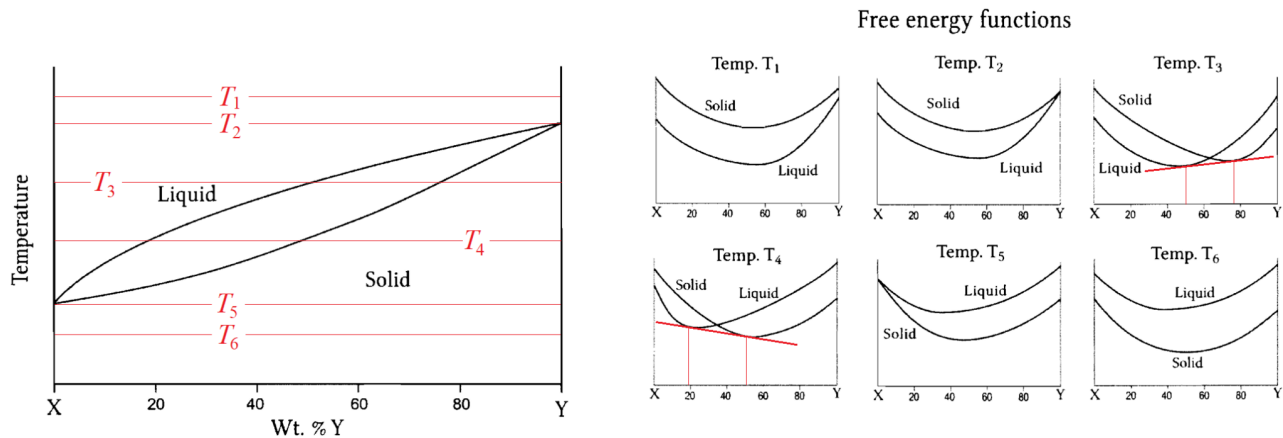 Free energy functions
Temperature
T1
T2
T3
Liquid
T4
Solid
T5
T6
X 20 40 60 80 Y
Wt. % Y
Temp. T1
Solid
Liquid
X 20 40 60 80 Y
Temp. T2
Solid
Liquid
X 20 40 60 80 Y
Temp. T3
Solid
Liquid
X 20 40 60 80 Y
Temp. T4
Solid
Liquid
X 20 40 60 80 Y
Temp. T5
Liquid
Solid
X 20 40 60 80 Y
Temp. T6
Liquid
Solid
X 20 40 60 80 Y